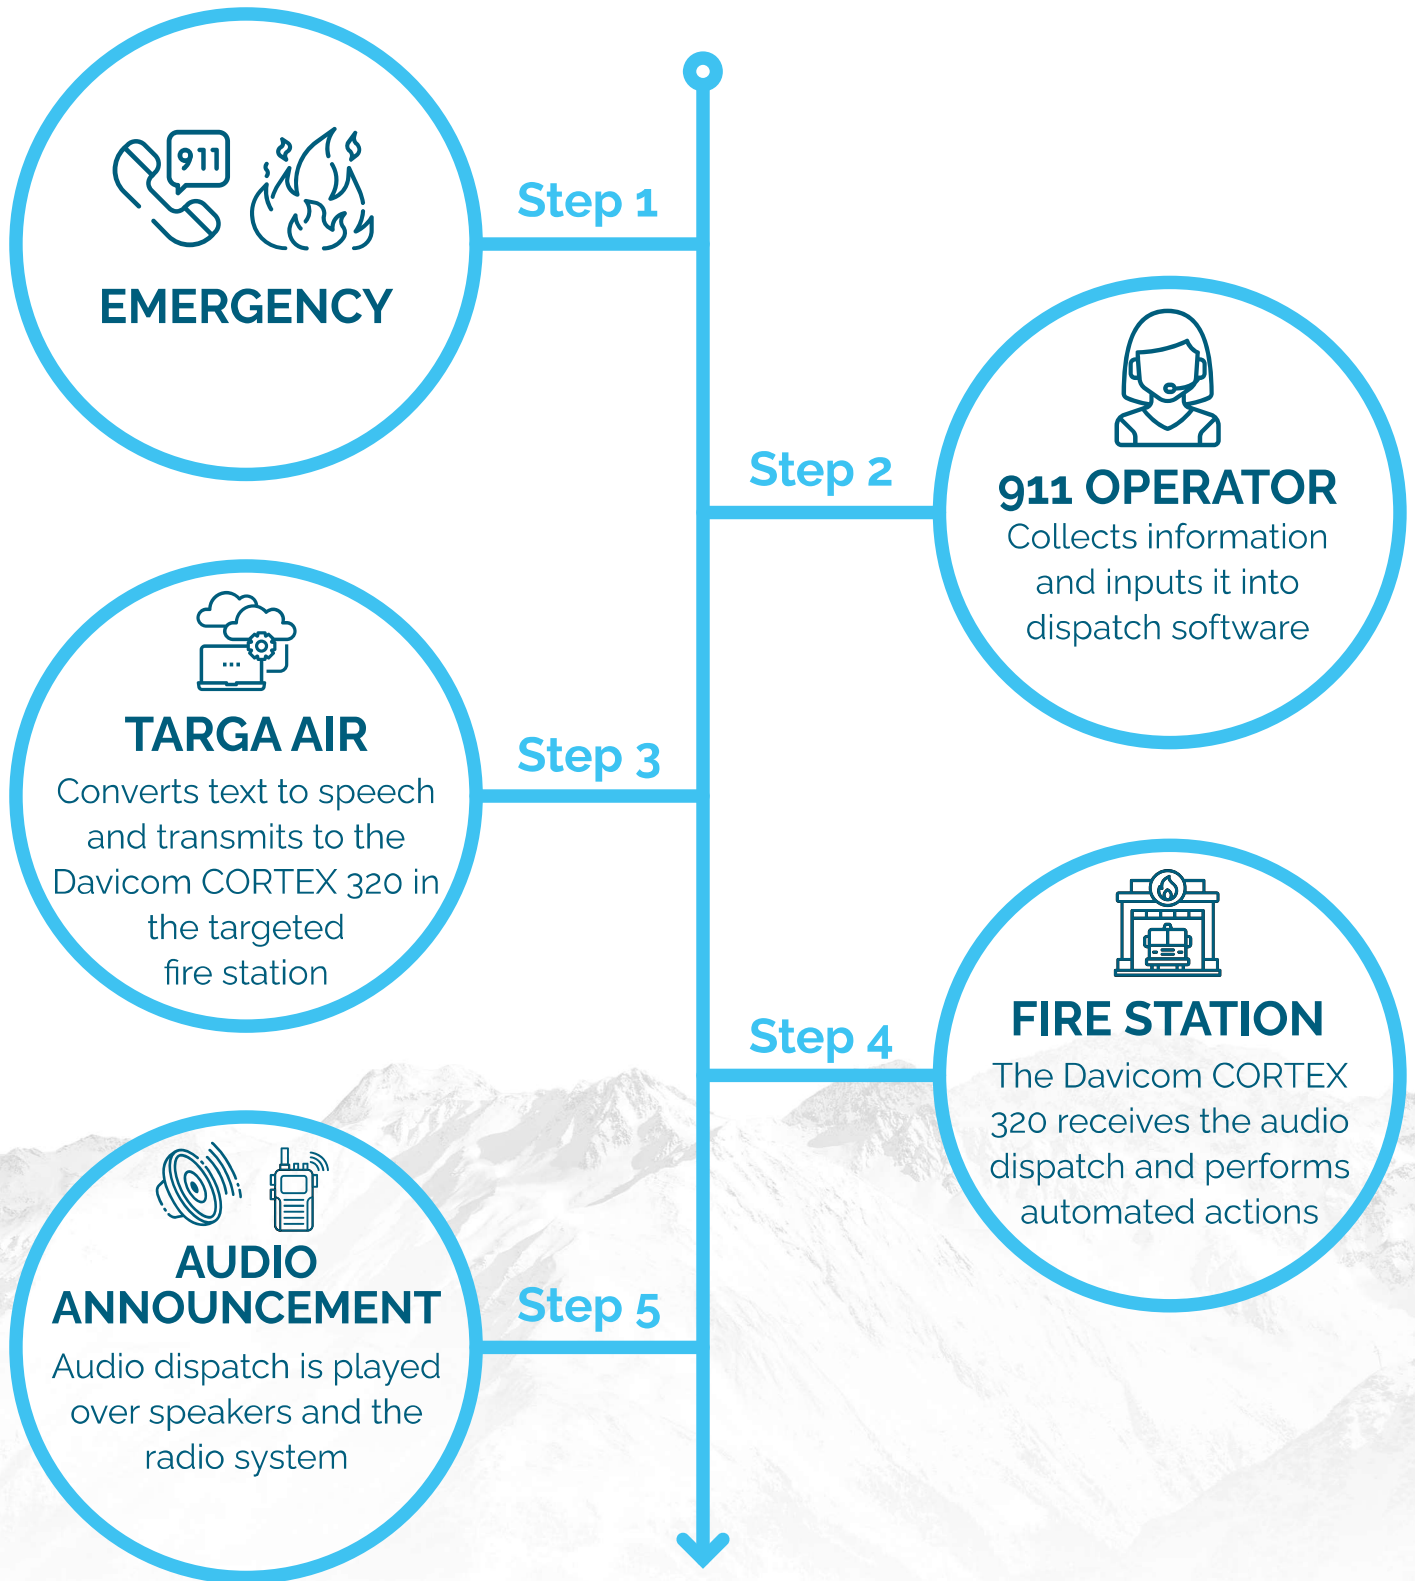 911
EMERGENCY
Step 1
Step 2
911 OPERATOR
Collects information
and inputs it into
dispatch software
TARGA AIR
Converts text to speech
and transmits to the
Davicom CORTEX 320 in
the targeted
fire station
Step 3
Step 4
FIRE STATION
The Davicom CORTEX
320 receives the audio
dispatch and performs
automated actions
AUDIO
ANNOUNCEMENT
Audio dispatch is played
over speakers and the
radio system
Step 5